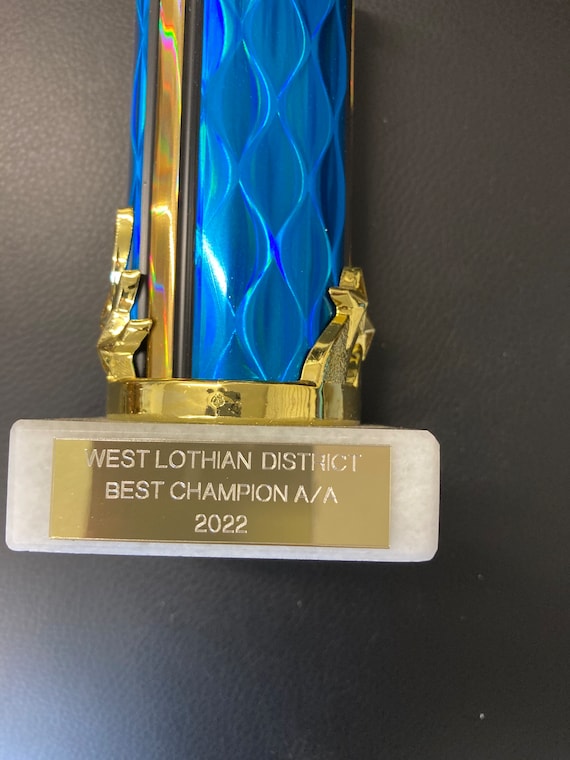 WEST LOTHIAN DISTRICT
BEST CHAMPION A/A
2022